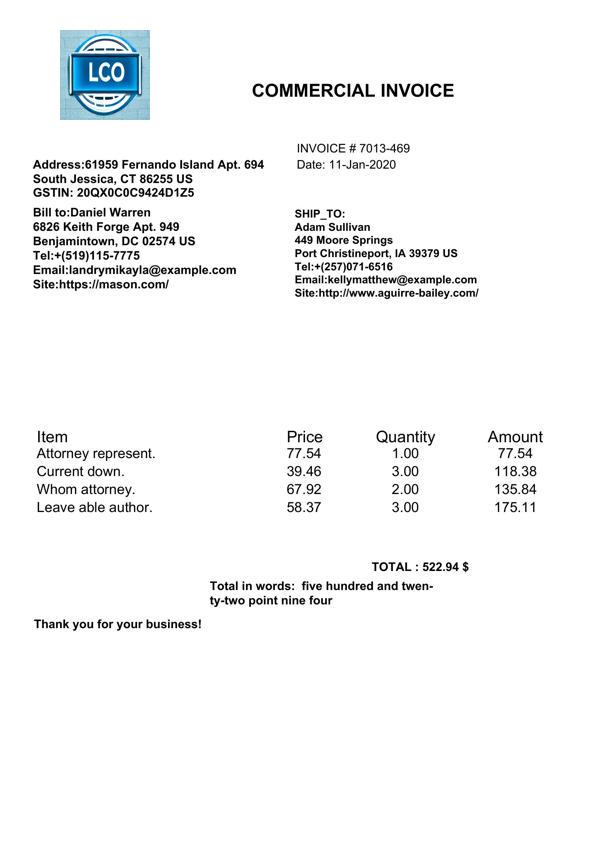 LCO
COMMERCIAL INVOICE
INVOICE # 7013-469
Date: 11-Jan-2020
Address:61959 Fernando Island Apt. 694
South Jessica, CT 86255 US
GSTIN: 20QX0C0C9424D1Z5
Bill to:Daniel Warren
6826 Keith Forge Apt. 949
Benjamintown, DC 02574 US
Tel:+(519)115-7775
Email:landrymikayla@example.com
Site:https://mason.com/
SHIP_TO:
Adam Sullivan
449 Moore Springs
Port Christineport, IA 39379 US
Tel:+(257)071-6516
Email:kellymatthew@example.com
Site:http://www.aguirre-bailey.com/
Item Price Quantity Amount
Attorney represent. 77.54 1.00 77.54
Current down. 39.46 3.00 118.38
Whom attorney. 67.92 2.00 135.84
Leave able author. 58.37 3.00 175.11
TOTAL : 522.94 $
Total in words:  five hundred and twen-
ty-two point nine four
Thank you for your business!